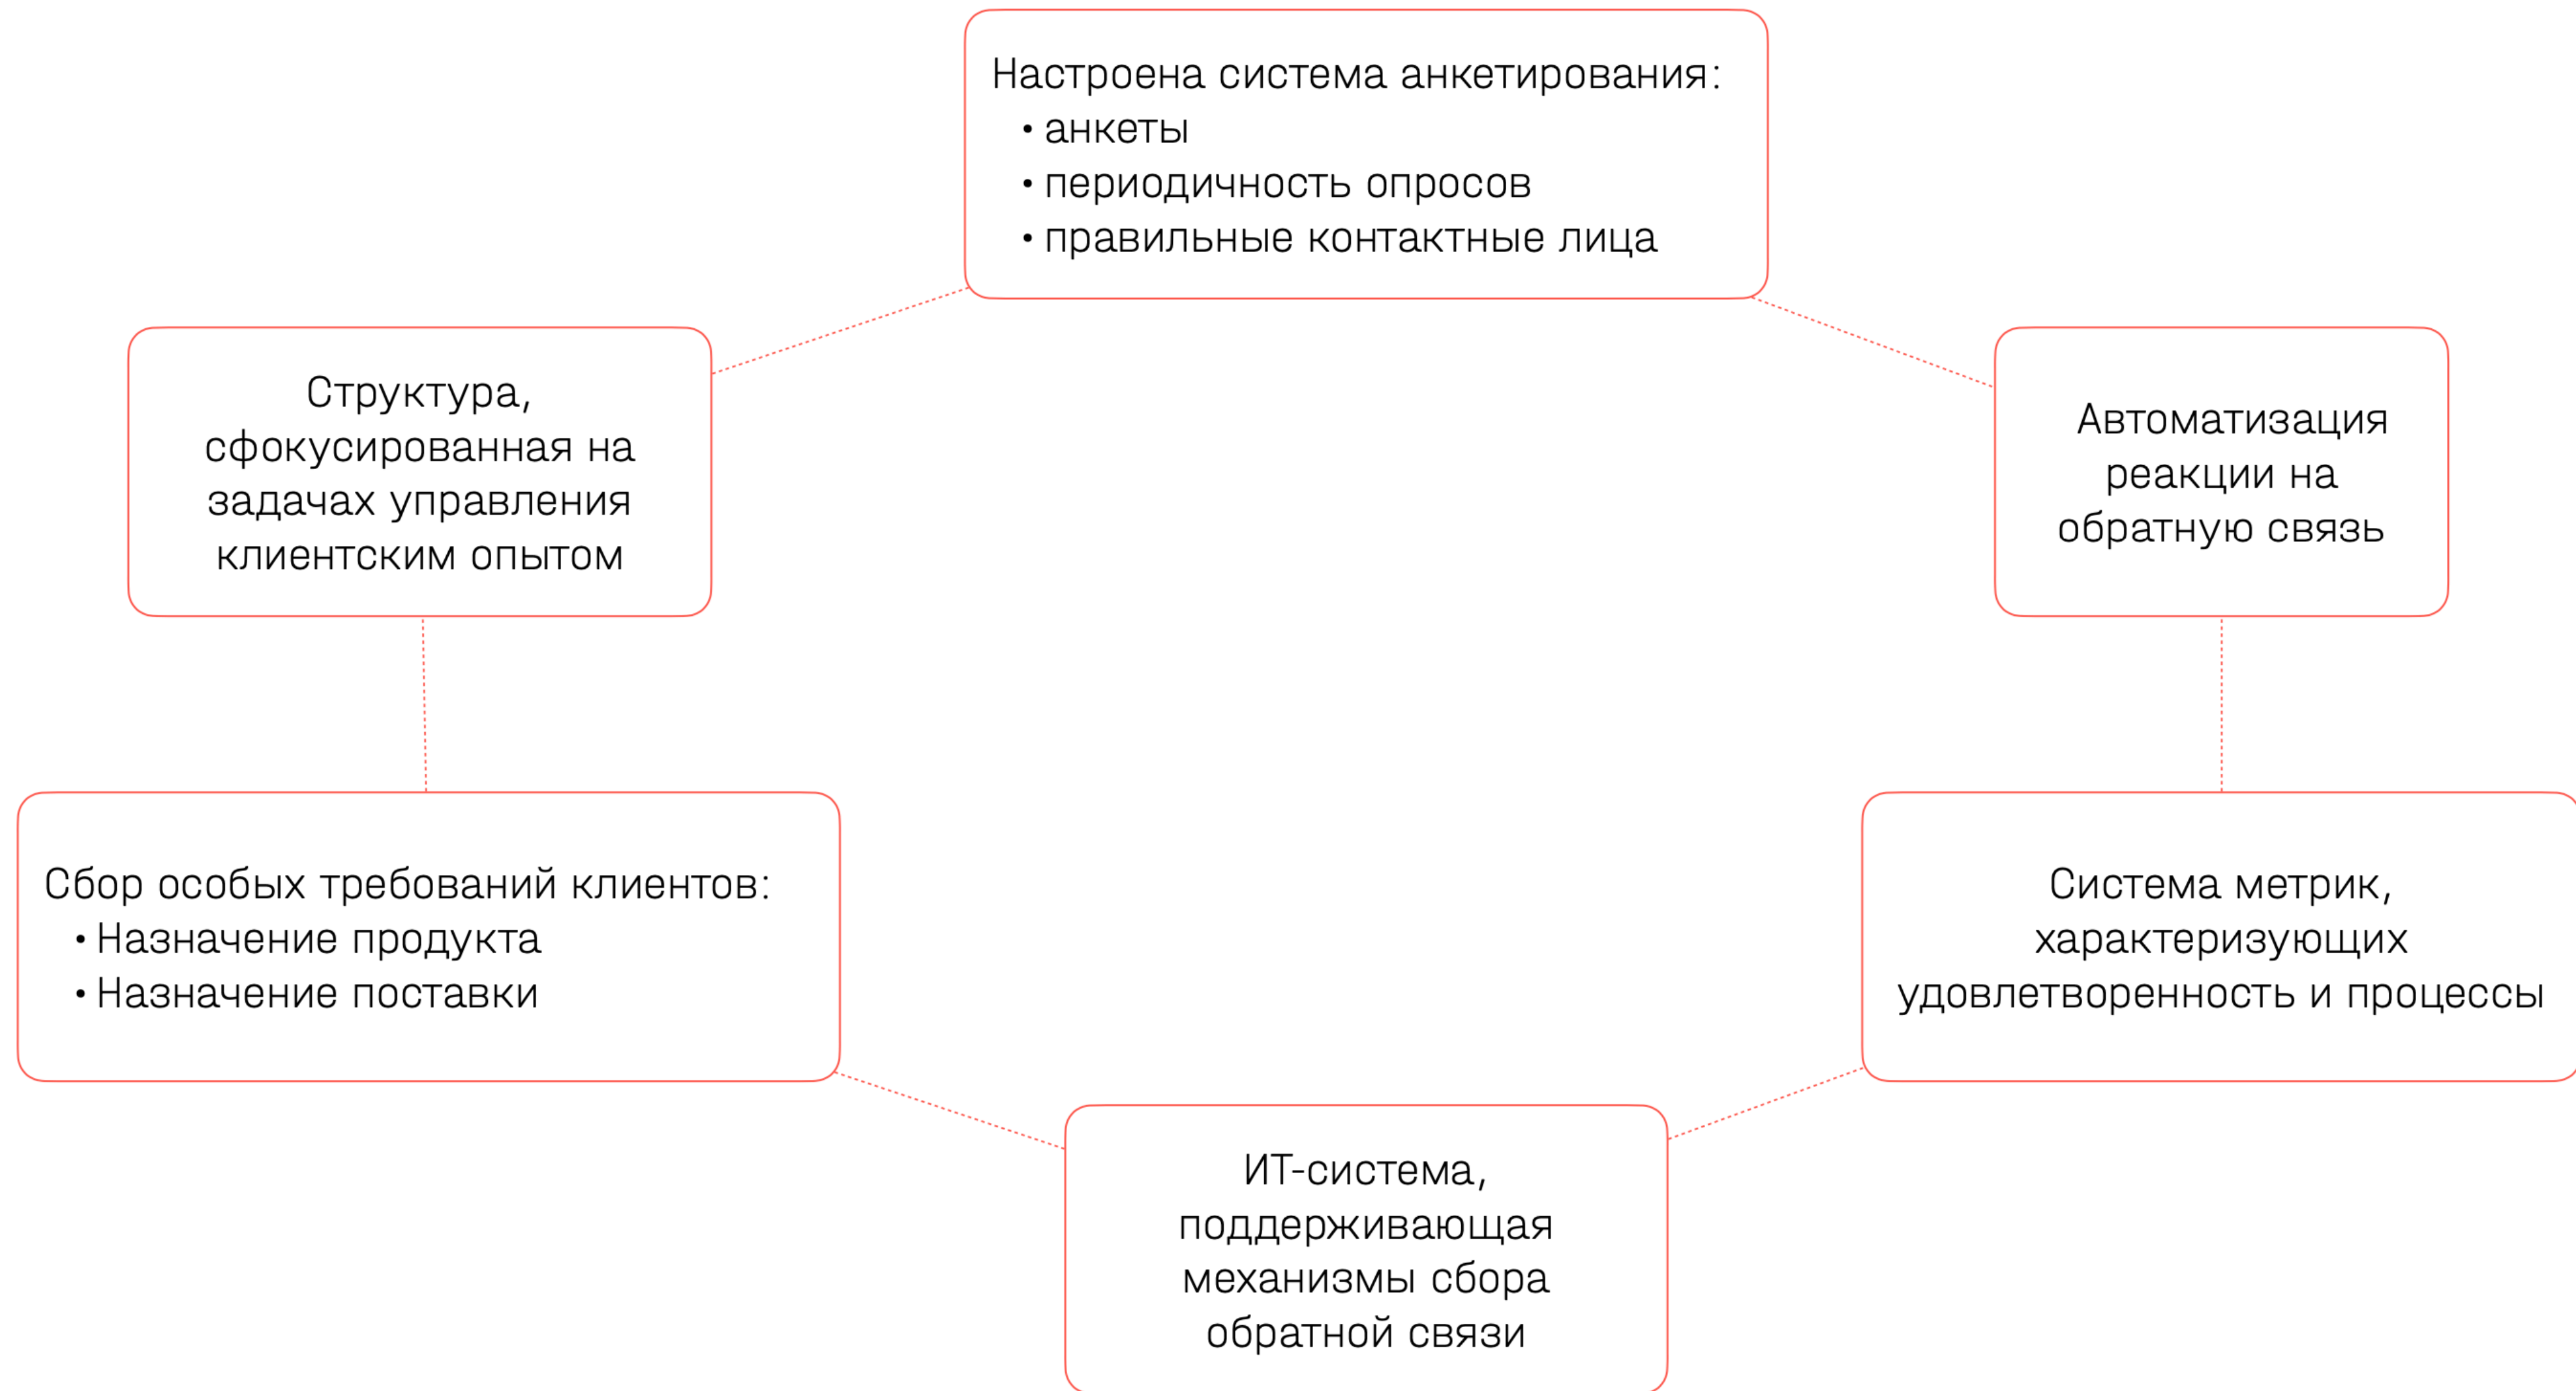 Настроена система анкетирования:
• анкеты
• периодичность опросов
• правильные контактные лица
Структура,
сфокусированная на
задачах управления
клиентским опытом
Автоматизация
реакции на
обратную связь
Сбор особых требований клиентов:
• Назначение продукта
• Назначение поставки
Система метрик,
характеризующих
удовлетворенность и процессы
ИТ-система,
поддерживающая
механизмы сбора
обратной связи